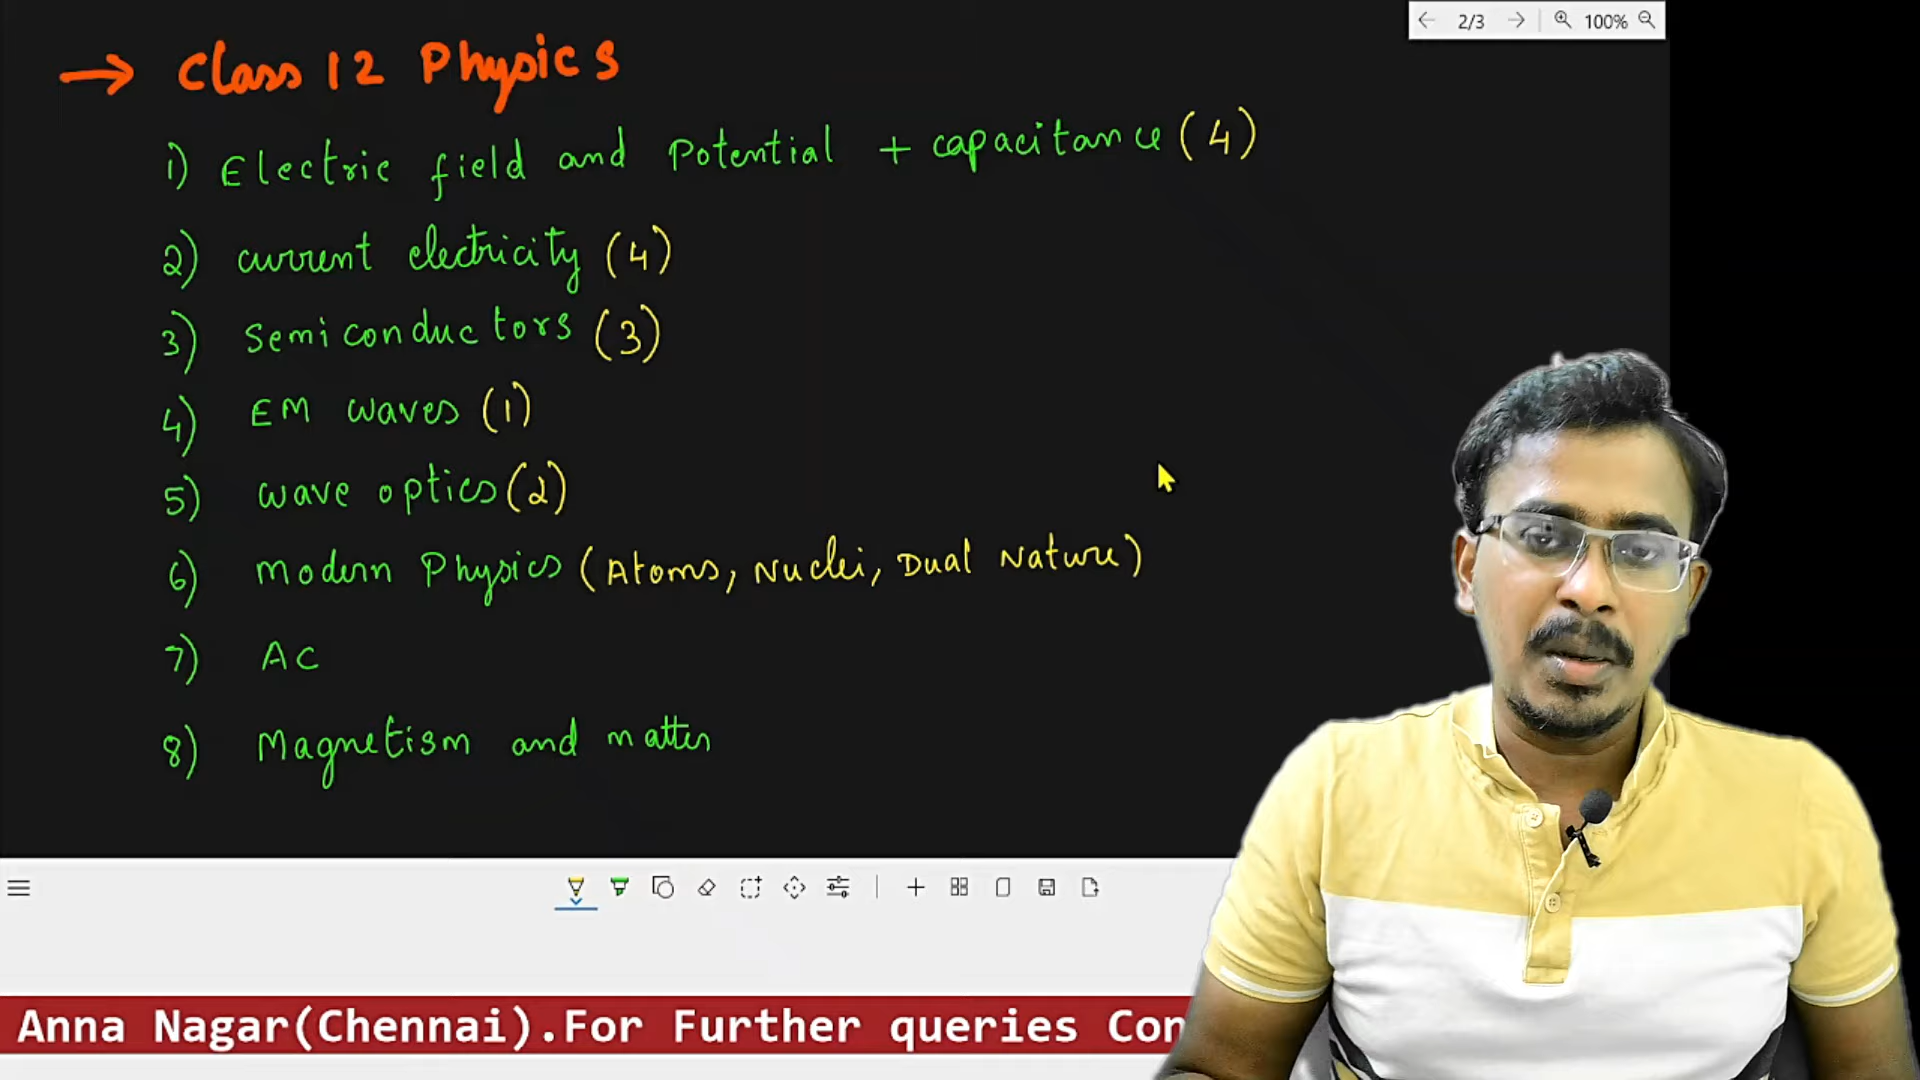 2/3 100%
→ Class 12 Physics
1) Electric field and Potential + capacitance (4)
2) current electricity (4)
3) Semiconductors (3)
4) EM waves (1)
5) wave optics (2)
6) Modern Physics (Atoms, Nuclei, Dual Nature)
7) AC
8) Magnetism and matter
Anna Nagar(Chennai).For Further queries Con